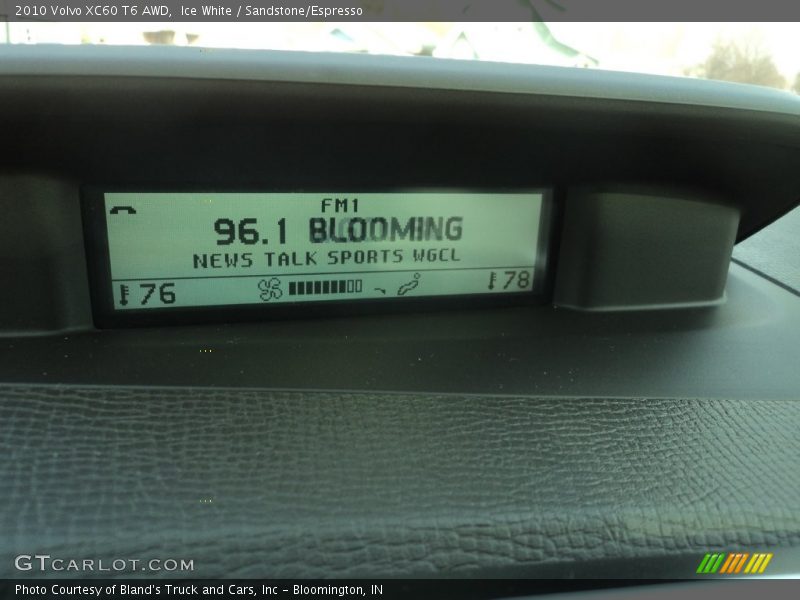 2010 Volvo XC60 T6 AWD, Ice White / Sandstone/Espresso
FM1
96.1 BLOOMING
NEWS TALK SPORTS WGCL
76
78
GTCARLOT.COM
Photo Courtesy of Bland's Truck and Cars, Inc - Bloomington, IN